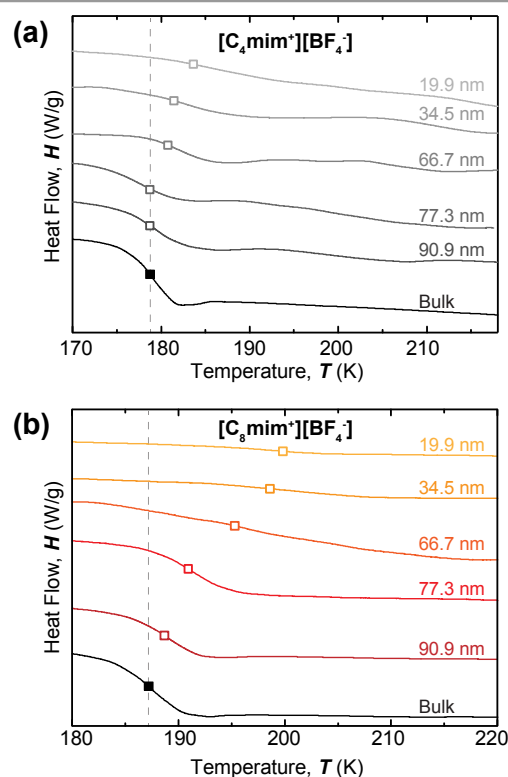 (a)
[C₄mim⁺][BF₄⁻]
19.9 nm
34.5 nm
66.7 nm
77.3 nm
90.9 nm
Bulk
Heat Flow, H (W/g)
170 180 190 200 210
Temperature, T (K)
(b)
[C₈mim⁺][BF₄⁻]
19.9 nm
34.5 nm
66.7 nm
77.3 nm
90.9 nm
Bulk
Heat Flow, H (W/g)
180 190 200 210 220
Temperature, T (K)